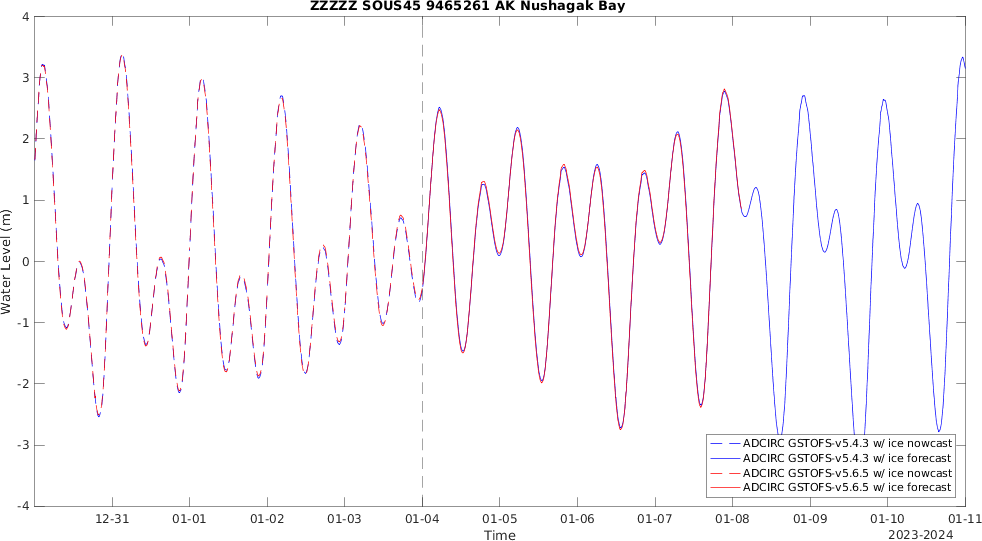 ZZZZZ SOUS45 9465261 AK Nushagak Bay
4
3
2
1
0
-1
-2
-3
-4
Water Level (m)
ADCIRC GSTOFS-v5.4.3 w/ ice nowcast
ADCIRC GSTOFS-v5.4.3 w/ ice forecast
ADCIRC GSTOFS-v5.6.5 w/ ice nowcast
ADCIRC GSTOFS-v5.6.5 w/ ice forecast
12-31 01-01 01-02 01-03 01-04 01-05 01-06 01-07 01-08 01-09 01-10 01-11
Time
2023-2024